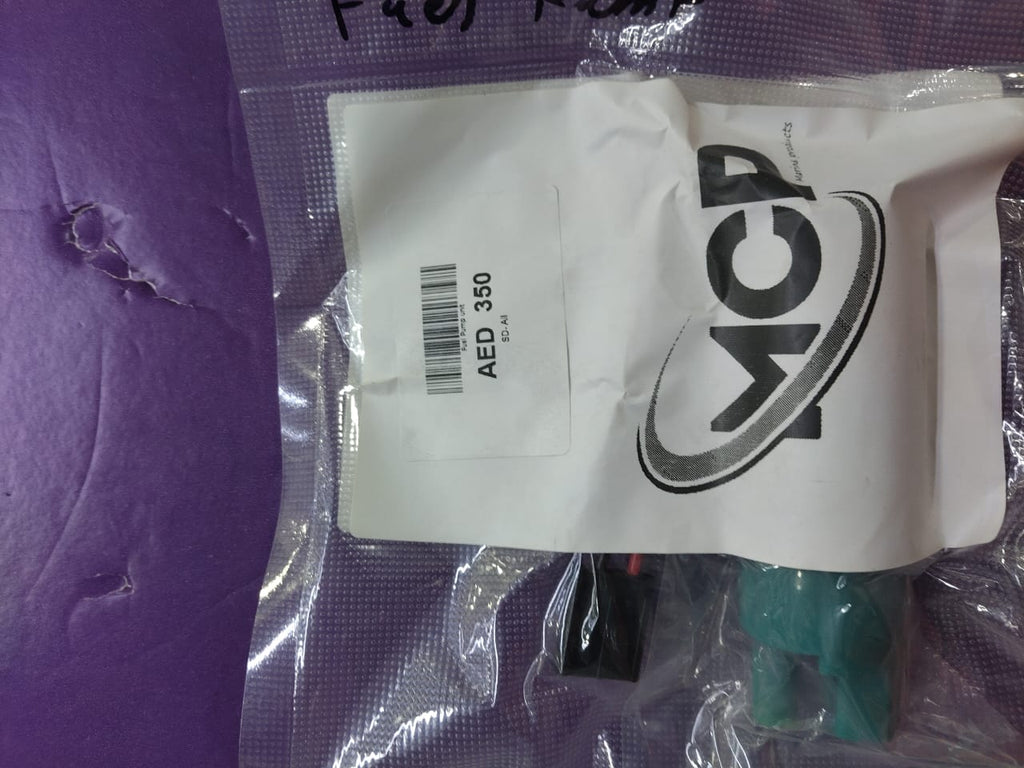 Fuel Pump
MCP
Marine products
Fuel Pump unit
AED 350
SD-All